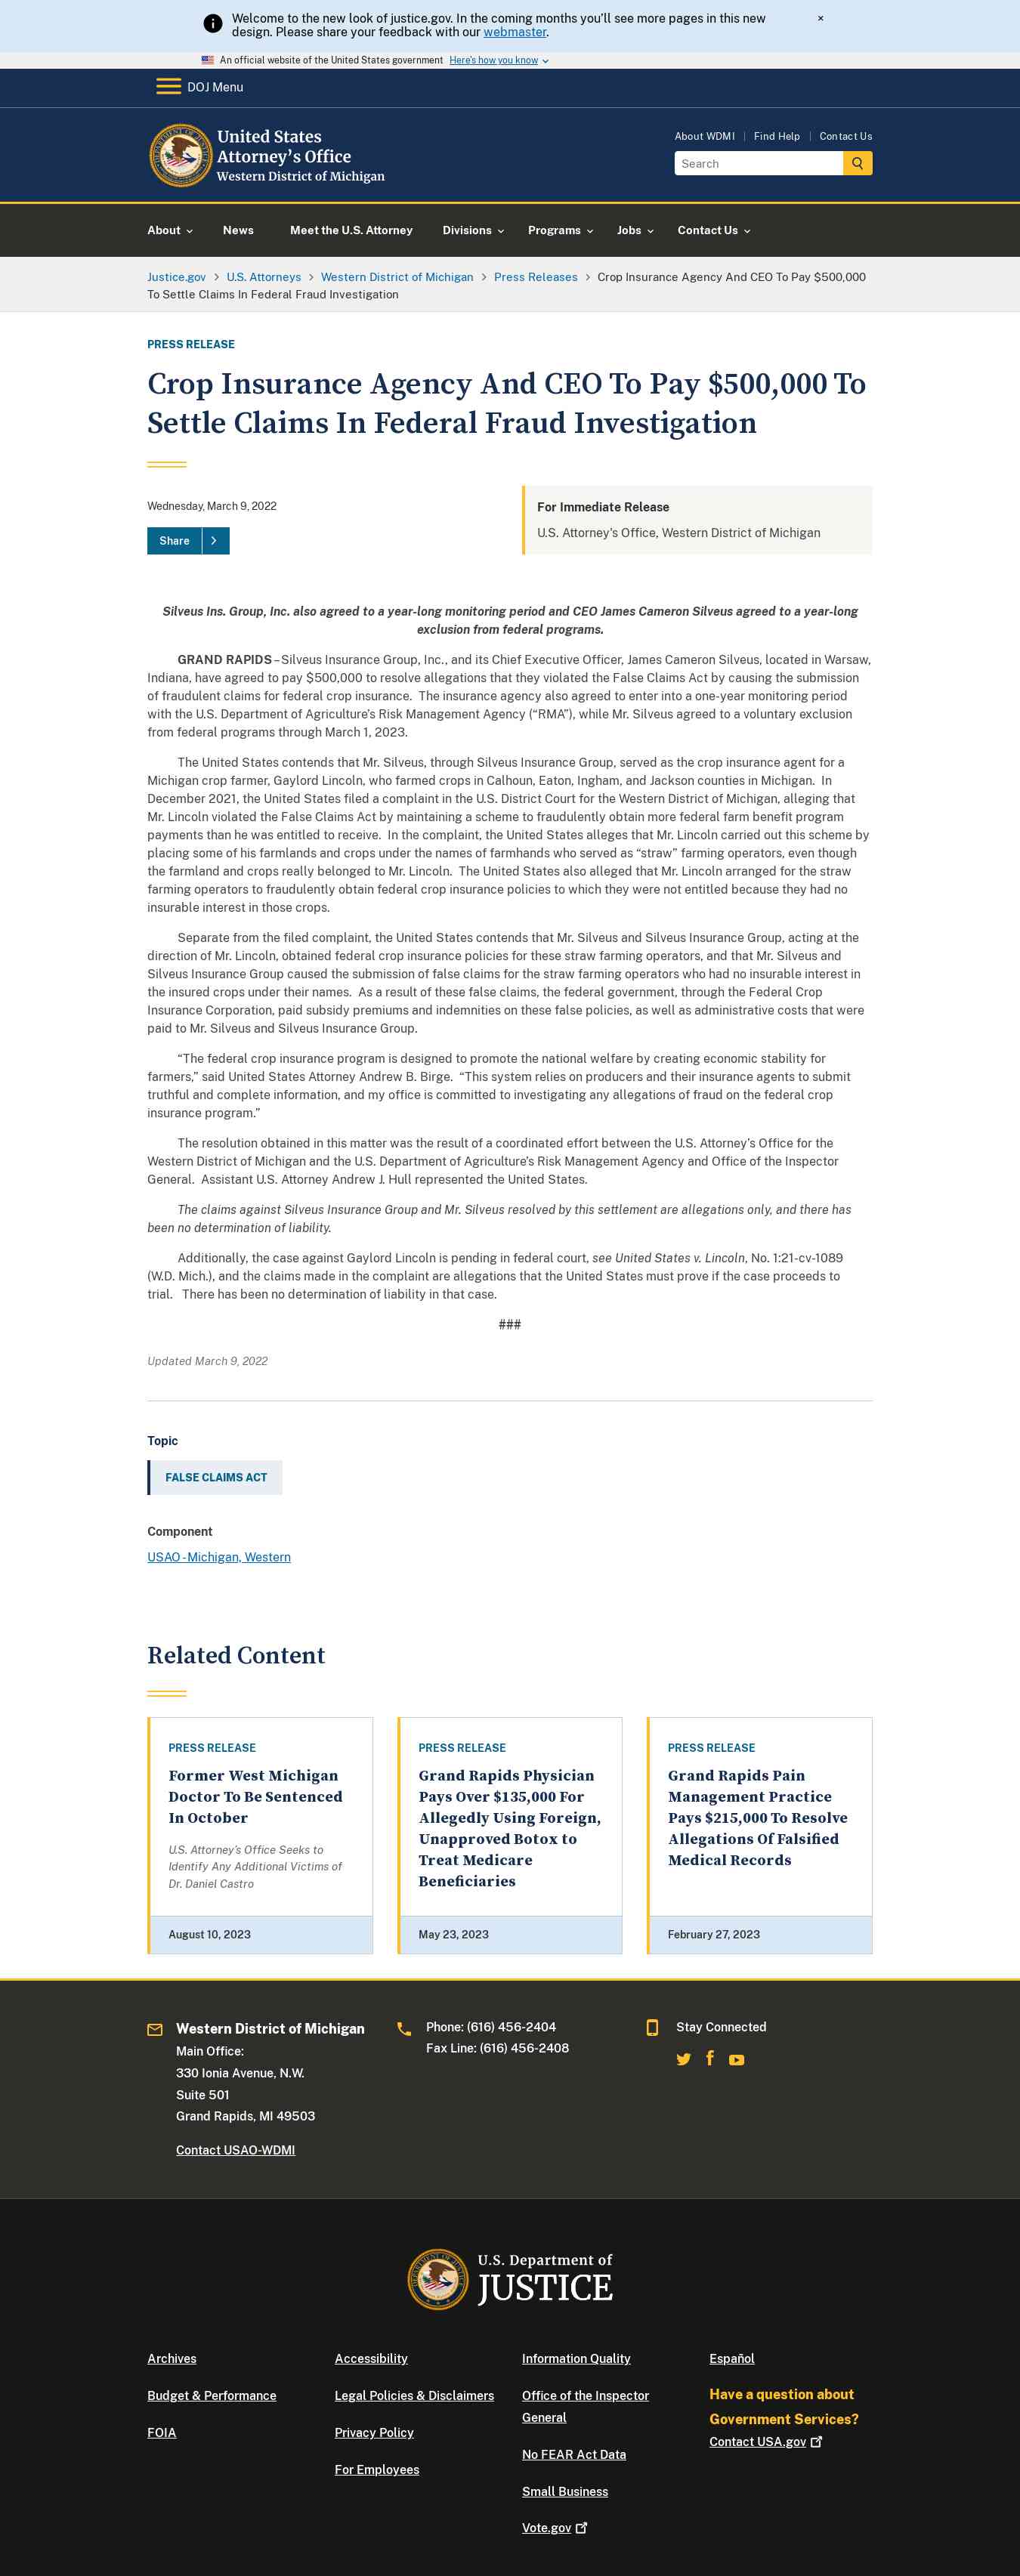 Welcome to the new look of justice.gov. In the coming months you'll see more pages in this new
design. Please share your feedback with our webmaster.
×
An official website of the United States government Here's how you know
DOJ Menu
United States
Attorney's Office
Western District of Michigan
About WDMI | Find Help | Contact Us
Search
About News Meet the U.S. Attorney Divisions Programs Jobs Contact Us
Justice.gov > U.S. Attorneys > Western District of Michigan > Press Releases > Crop Insurance Agency And CEO To Pay $500,000
To Settle Claims In Federal Fraud Investigation
PRESS RELEASE
Crop Insurance Agency And CEO To Pay $500,000 To
Settle Claims In Federal Fraud Investigation
Wednesday, March 9, 2022
Share
For Immediate Release
U.S. Attorney's Office, Western District of Michigan
Silveus Ins. Group, Inc. also agreed to a year-long monitoring period and CEO James Cameron Silveus agreed to a year-long
exclusion from federal programs.
GRAND RAPIDS – Silveus Insurance Group, Inc., and its Chief Executive Officer, James Cameron Silveus, located in Warsaw,
Indiana, have agreed to pay $500,000 to resolve allegations that they violated the False Claims Act by causing the submission
of fraudulent claims for federal crop insurance.  The insurance agency also agreed to enter into a one-year monitoring period
with the U.S. Department of Agriculture's Risk Management Agency ("RMA"), while Mr. Silveus agreed to a voluntary exclusion
from federal programs through March 1, 2023.
The United States contends that Mr. Silveus, through Silveus Insurance Group, served as the crop insurance agent for a
Michigan crop farmer, Gaylord Lincoln, who farmed crops in Calhoun, Eaton, Ingham, and Jackson counties in Michigan.  In
December 2021, the United States filed a complaint in the U.S. District Court for the Western District of Michigan, alleging that
Mr. Lincoln violated the False Claims Act by maintaining a scheme to fraudulently obtain more federal farm benefit program
payments than he was entitled to receive.  In the complaint, the United States alleges that Mr. Lincoln carried out this scheme by
placing some of his farmlands and crops under the names of farmhands who served as "straw" farming operators, even though
the farmland and crops really belonged to Mr. Lincoln.  The United States also alleged that Mr. Lincoln arranged for the straw
farming operators to fraudulently obtain federal crop insurance policies to which they were not entitled because they had no
insurable interest in those crops.
Separate from the filed complaint, the United States contends that Mr. Silveus and Silveus Insurance Group, acting at the
direction of Mr. Lincoln, obtained federal crop insurance policies for these straw farming operators, and that Mr. Silveus and
Silveus Insurance Group caused the submission of false claims for the straw farming operators who had no insurable interest in
the insured crops under their names.  As a result of these false claims, the federal government, through the Federal Crop
Insurance Corporation, paid subsidy premiums and indemnities on these false policies, as well as administrative costs that were
paid to Mr. Silveus and Silveus Insurance Group.
"The federal crop insurance program is designed to promote the national welfare by creating economic stability for
farmers," said United States Attorney Andrew B. Birge.  "This system relies on producers and their insurance agents to submit
truthful and complete information, and my office is committed to investigating any allegations of fraud on the federal crop
insurance program."
The resolution obtained in this matter was the result of a coordinated effort between the U.S. Attorney's Office for the
Western District of Michigan and the U.S. Department of Agriculture's Risk Management Agency and Office of the Inspector
General.  Assistant U.S. Attorney Andrew J. Hull represented the United States.
The claims against Silveus Insurance Group and Mr. Silveus resolved by this settlement are allegations only, and there has
been no determination of liability.
Additionally, the case against Gaylord Lincoln is pending in federal court, see United States v. Lincoln, No. 1:21-cv-1089
(W.D. Mich.), and the claims made in the complaint are allegations that the United States must prove if the case proceeds to
trial.   There has been no determination of liability in that case.
###
Updated March 9, 2022
Topic
FALSE CLAIMS ACT
Component
USAO - Michigan, Western
Related Content
PRESS RELEASE
Former West Michigan
Doctor To Be Sentenced
In October
U.S. Attorney's Office Seeks to
Identify Any Additional Victims of
Dr. Daniel Castro
August 10, 2023
PRESS RELEASE
Grand Rapids Physician
Pays Over $135,000 For
Allegedly Using Foreign,
Unapproved Botox to
Treat Medicare
Beneficiaries
May 23, 2023
PRESS RELEASE
Grand Rapids Pain
Management Practice
Pays $215,000 To Resolve
Allegations Of Falsified
Medical Records
February 27, 2023
Western District of Michigan
Main Office:
330 Ionia Avenue, N.W.
Suite 501
Grand Rapids, MI 49503
Contact USAO-WDMI
Phone: (616) 456-2404
Fax Line: (616) 456-2408
Stay Connected
U.S. Department of
JUSTICE
Archives
Budget & Performance
FOIA
Accessibility
Legal Policies & Disclaimers
Privacy Policy
For Employees
Information Quality
Office of the Inspector
General
No FEAR Act Data
Small Business
Vote.gov
Español
Have a question about
Government Services?
Contact USA.gov